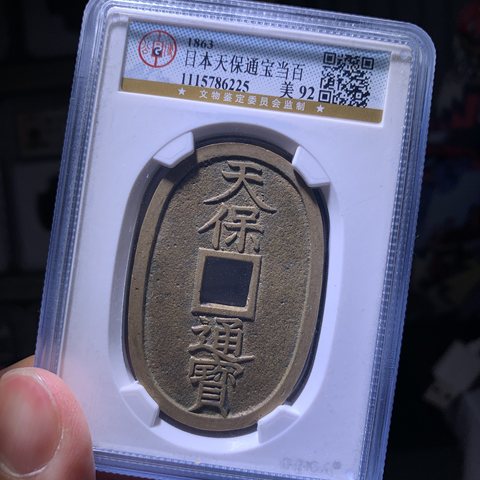 1863
日本天保通宝当百
1115786225 美 92
★ 文物鉴定委员会监制 ★
天保
通寳